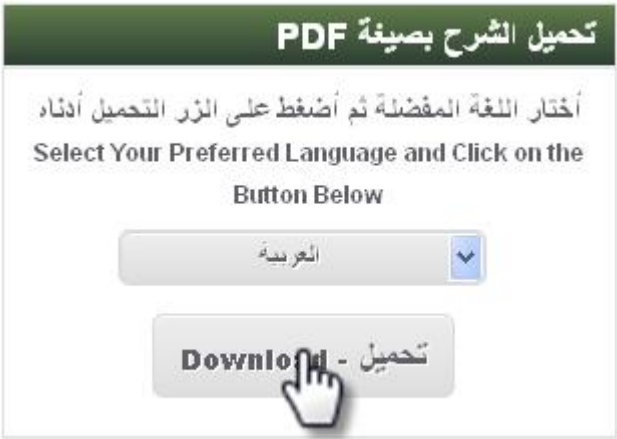 تحميل الشرح بصيغة PDF
أختار اللغة المفضلة ثم أضغط على الزر التحميل أدناه
Select Your Preferred Language and Click on the
Button Below
العربية
تحميل - Download